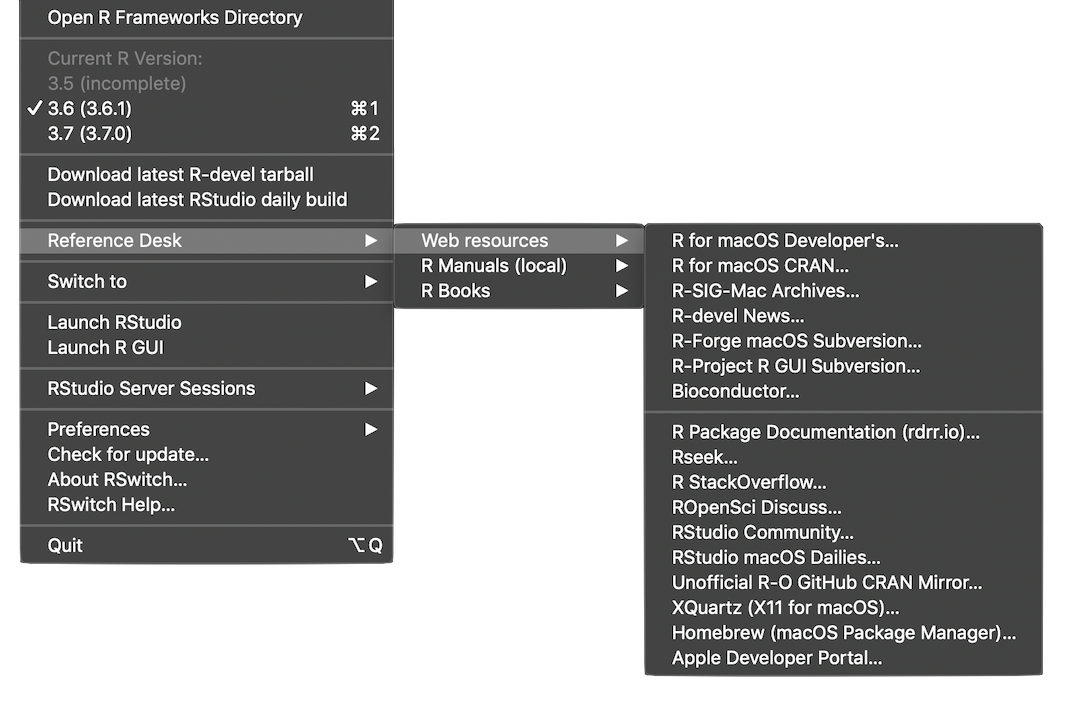 Open R Frameworks Directory
Current R Version:
3.5 (incomplete)
✓ 3.6 (3.6.1) ⌘1
3.7 (3.7.0) ⌘2
Download latest R-devel tarball
Download latest RStudio daily build
Reference Desk ▶
Switch to ▶
Launch RStudio
Launch R GUI
RStudio Server Sessions ▶
Preferences ▶
Check for update...
About RSwitch...
RSwitch Help...
Quit ⌥Q
Web resources ▶
R Manuals (local) ▶
R Books ▶
R for macOS Developer's...
R for macOS CRAN...
R-SIG-Mac Archives...
R-devel News...
R-Forge macOS Subversion...
R-Project R GUI Subversion...
Bioconductor...
R Package Documentation (rdrr.io)...
Rseek...
R StackOverflow...
ROpenSci Discuss...
RStudio Community...
RStudio macOS Dailies...
Unofficial R-O GitHub CRAN Mirror...
XQuartz (X11 for macOS)...
Homebrew (macOS Package Manager)...
Apple Developer Portal...